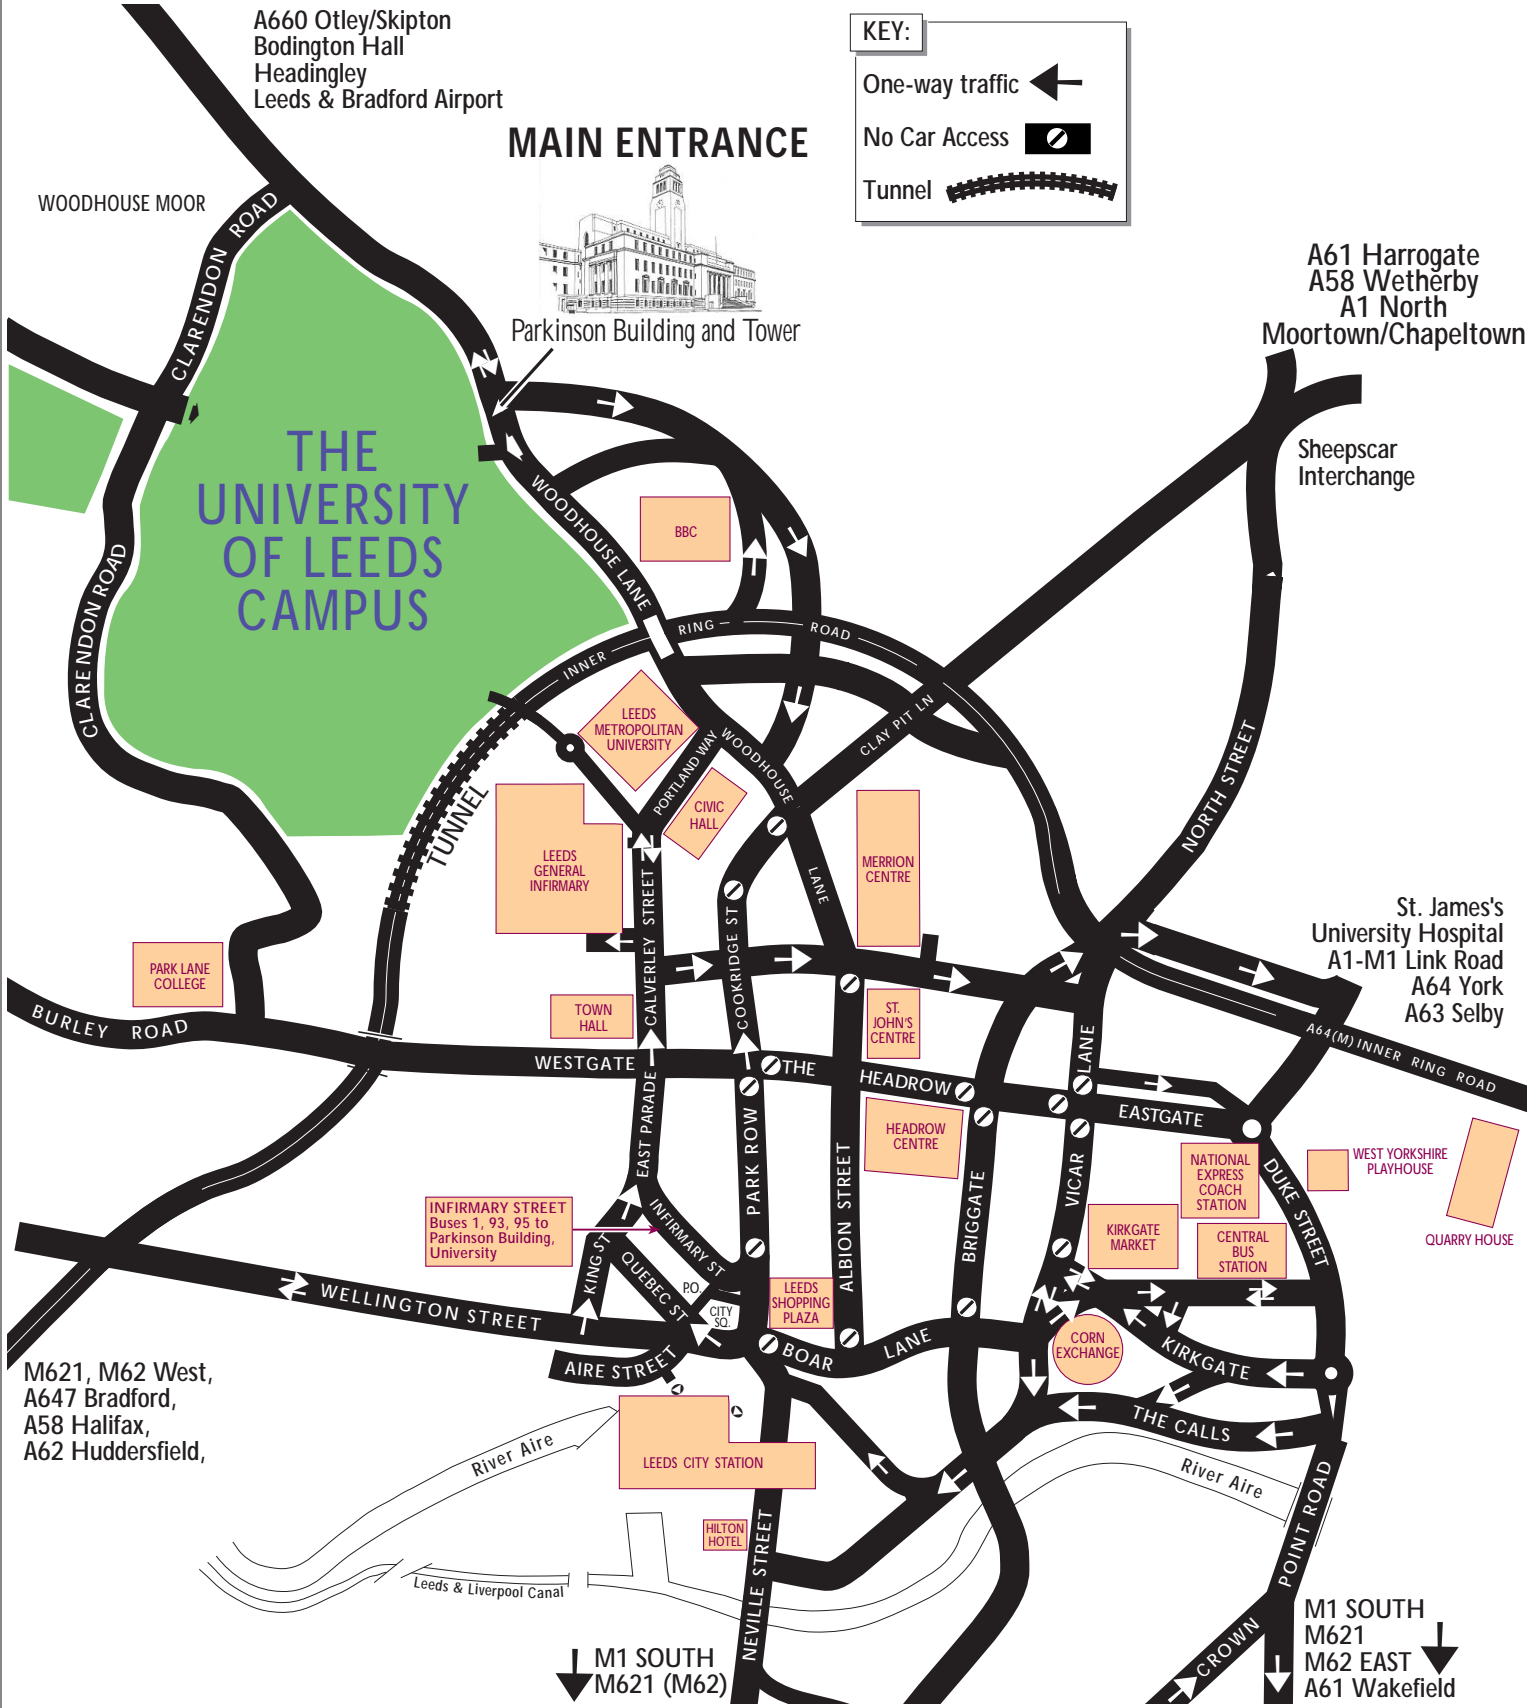 A660 Otley/Skipton
Bodington Hall
Headingley
Leeds & Bradford Airport
KEY:
One-way traffic
No Car Access
Tunnel
MAIN ENTRANCE
Parkinson Building and Tower
WOODHOUSE MOOR
CLARENDON ROAD
A61 Harrogate
A58 Wetherby
A1 North
Moortown/Chapeltown
Sheepscar
Interchange
THE
UNIVERSITY
OF LEEDS
CAMPUS
WOODHOUSE LANE
BBC
CLARENDON ROAD
INNER RING ROAD
LEEDS
METROPOLITAN
UNIVERSITY
PORTLAND WAY
WOODHOUSE LANE
CLAY PIT LN
NORTH STREET
CIVIC
HALL
TUNNEL
LEEDS
GENERAL
INFIRMARY
MERRION
CENTRE
CALVERLEY STREET
COOKRIDGE ST
St. James's
University Hospital
A1-M1 Link Road
A64 York
A63 Selby
PARK LANE
COLLEGE
TOWN
HALL
ST.
JOHN'S
CENTRE
BURLEY ROAD
A64(M) INNER RING ROAD
WESTGATE
THE HEADROW
LANE
EASTGATE
HEADROW
CENTRE
EAST PARADE
PARK ROW
ALBION STREET
BRIGGATE
VICAR
NATIONAL
EXPRESS
COACH
STATION
DUKE STREET
WEST YORKSHIRE
PLAYHOUSE
QUARRY HOUSE
INFIRMARY STREET
Buses 1, 93, 95 to
Parkinson Building,
University
INFIRMARY ST
KIRKGATE
MARKET
CENTRAL
BUS
STATION
KING ST
QUEBEC ST
P.O.
CITY
SQ.
LEEDS
SHOPPING
PLAZA
WELLINGTON STREET
AIRE STREET
BOAR LANE
CORN
EXCHANGE
KIRKGATE
M621, M62 West,
A647 Bradford,
A58 Halifax,
A62 Huddersfield,
THE CALLS
River Aire
LEEDS CITY STATION
River Aire
HILTON
HOTEL
NEVILLE STREET
POINT ROAD
Leeds & Liverpool Canal
CROWN
M1 SOUTH
M621 (M62)
M1 SOUTH
M621
M62 EAST
A61 Wakefield